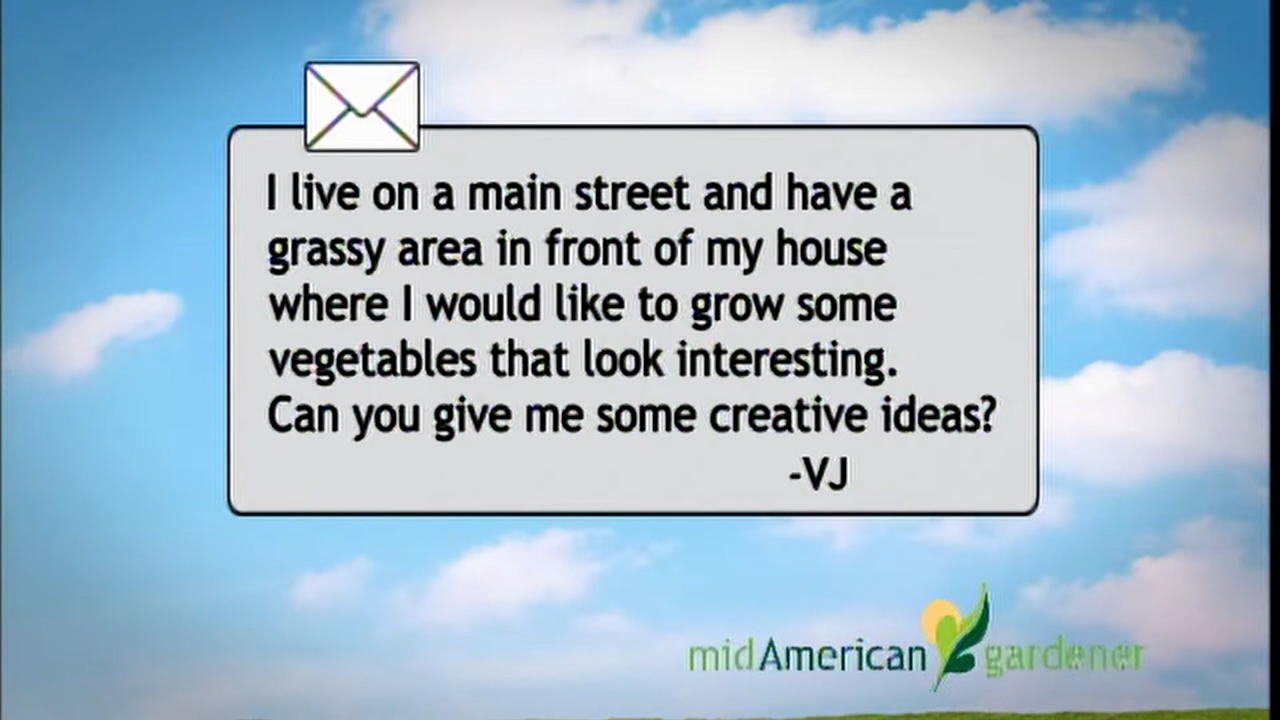 I live on a main street and have a
grassy area in front of my house
where I would like to grow some
vegetables that look interesting.
Can you give me some creative ideas?
-VJ
midAmerican gardener